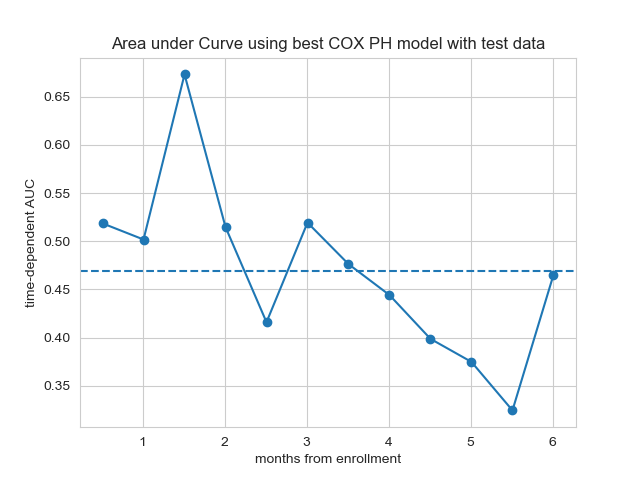 Area under Curve using best COX PH model with test data
time-dependent AUC
0.65
0.60
0.55
0.50
0.45
0.40
0.35
1 2 3 4 5 6
months from enrollment